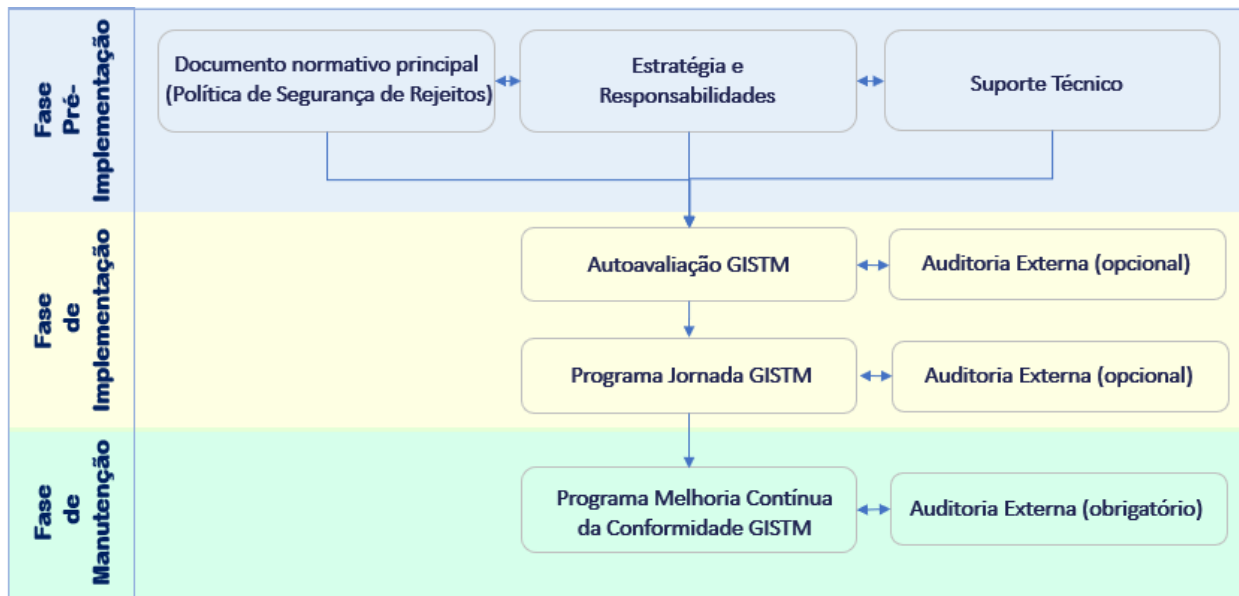 Fase
Pré-
Implementação
Documento normativo principal
(Política de Segurança de Rejeitos)
Estratégia e
Responsabilidades
Suporte Técnico
Fase
de
Implementação
Autoavaliação GISTM
Auditoria Externa (opcional)
Programa Jornada GISTM
Auditoria Externa (opcional)
Fase
de
Manutenção
Programa Melhoria Contínua
da Conformidade GISTM
Auditoria Externa (obrigatório)